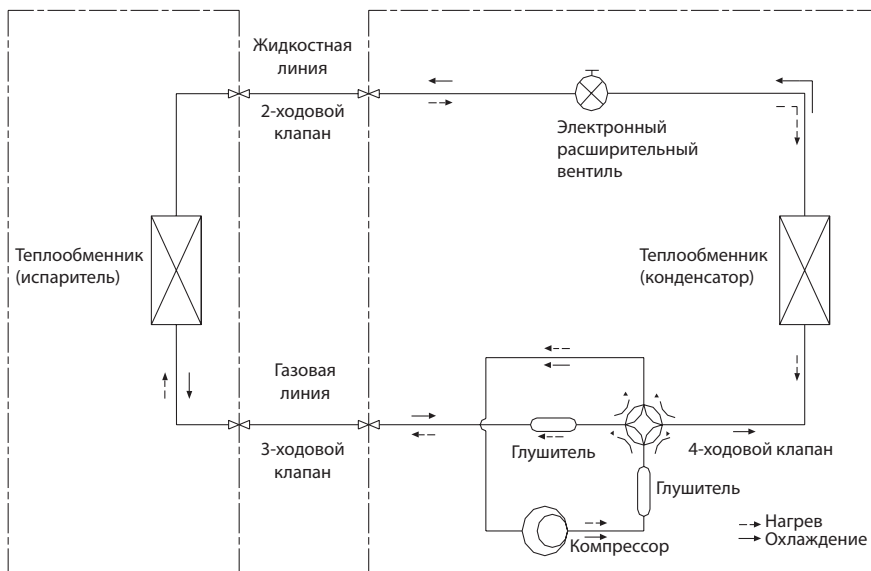 Жидкостная
линия
2-ходовой
клапан
Электронный
расширительный
вентиль
Теплообменник
(испаритель)
Теплообменник
(конденсатор)
Газовая
линия
3-ходовой
клапан
Глушитель
4-ходовой клапан
Глушитель
Компрессор
Нагрев
Охлаждение